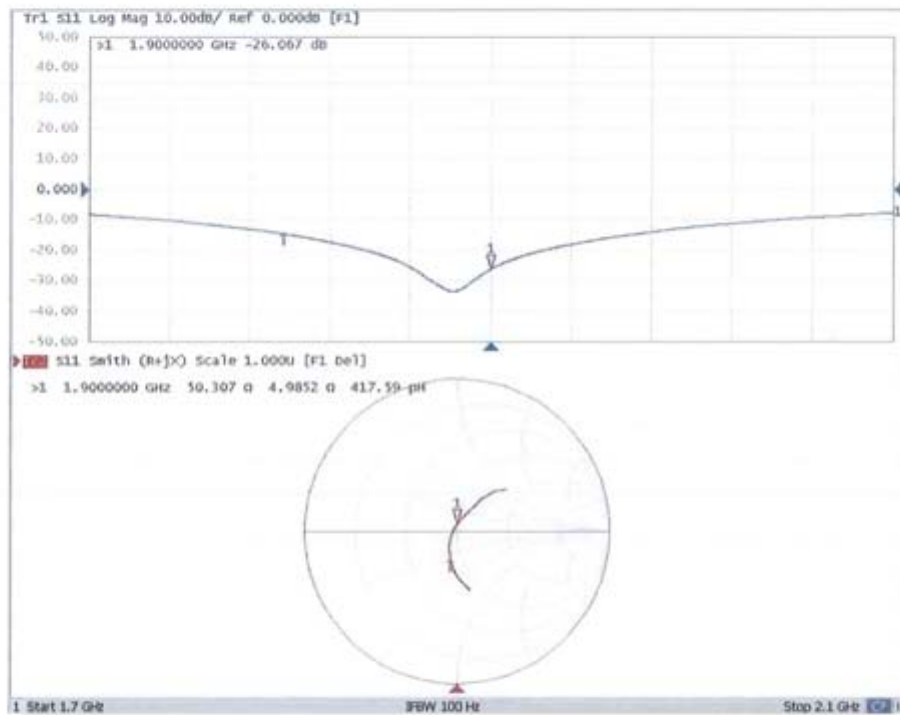 Tr1 S11 Log Mag 10.00dB/ Ref 0.000dB [F1]
50.00
>1 1.9000000 GHz -26.067 dB
40.00
30.00
20.00
10.00
0.000
-10.00
-20.00
-30.00
-40.00
-50.00
1
1
S11 Smith (R+jX) Scale 1.000U [F1 Del]
>1 1.9000000 GHz 50.307 Ω 4.9852 Ω 417.59 pH
1
1 Start 1.7 GHz
IFBW 100 Hz
Stop 2.1 GHz